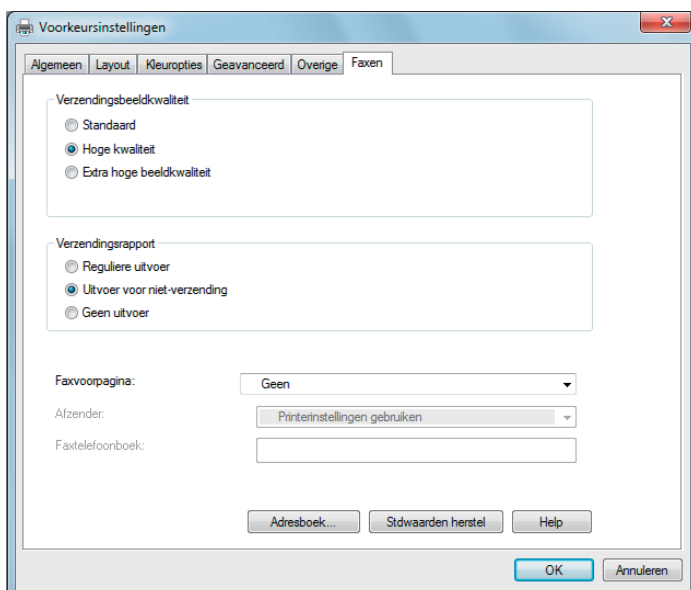 Voorkeursinstellingen
Algemeen Layout Kleuropties Geavanceerd Overige Faxen
Verzendingsbeeldkwaliteit
Standaard
Hoge kwaliteit
Extra hoge beeldkwaliteit
Verzendingsrapport
Reguliere uitvoer
Uitvoer voor niet-verzending
Geen uitvoer
Faxvoorpagina: Geen
Afzender: Printerinstellingen gebruiken
Faxtelefoonboek:
Adresboek... Stdwaarden herstel Help
OK Annuleren